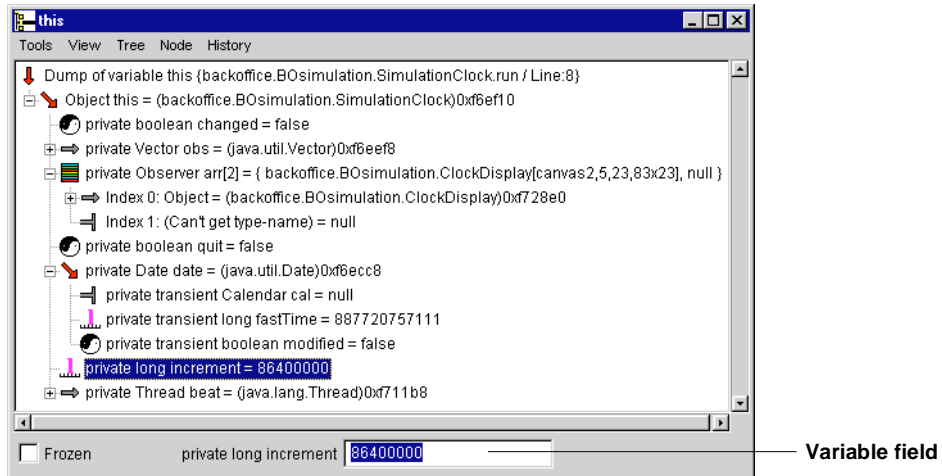 this
Tools View Tree Node History
Dump of variable this {backoffice.BOsimulation.SimulationClock.run / Line:8}
Object this = (backoffice.BOsimulation.SimulationClock)0xf6ef10
private boolean changed = false
private Vector obs = (java.util.Vector)0xf6eef8
private Observer arr[2] = { backoffice.BOsimulation.ClockDisplay[canvas2,5,23,83x23], null }
Index 0: Object = (backoffice.BOsimulation.ClockDisplay)0xf728e0
Index 1: (Can't get type-name) = null
private boolean quit = false
private Date date = (java.util.Date)0xf6ecc8
private transient Calendar cal = null
private transient long fastTime = 887720757111
private transient boolean modified = false
private long increment = 86400000
private Thread beat = (java.lang.Thread)0xf711b8
Frozen private long increment 86400000 Variable field